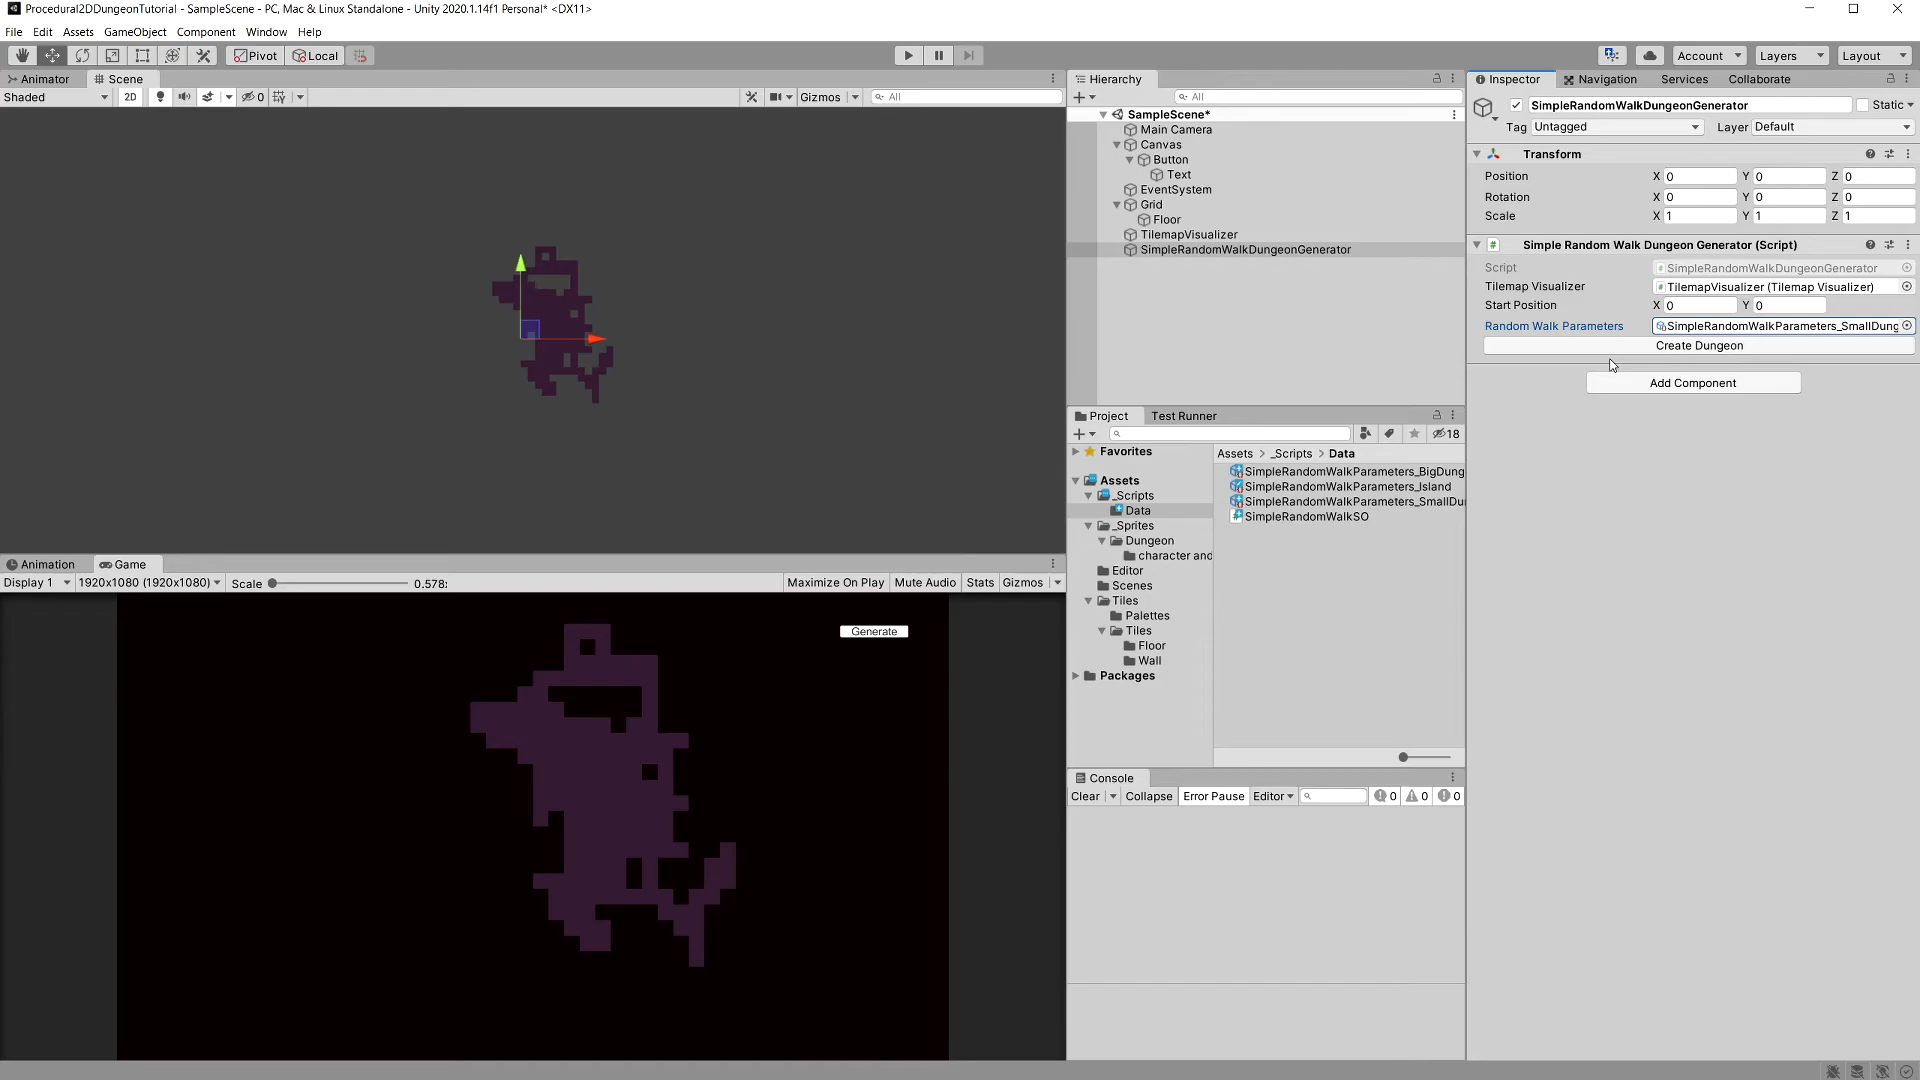 Procedural2DDungeonTutorial - SampleScene - PC, Mac & Linux Standalone - Unity 2020.1.14f1 Personal* <DX11>
File Edit Assets GameObject Component Window Help
Pivot Local Account Layers Layout
Animator Scene
Shaded 2D 0 Gizmos All
Hierarchy
All
SampleScene*
Main Camera
Canvas
Button
Text
EventSystem
Grid
Floor
TilemapVisualizer
SimpleRandomWalkDungeonGenerator
Inspector Navigation Services Collaborate
SimpleRandomWalkDungeonGenerator Static
Tag Untagged Layer Default
Transform
Position X 0 Y 0 Z 0
Rotation X 0 Y 0 Z 0
Scale X 1 Y 1 Z 1
Simple Random Walk Dungeon Generator (Script)
Script SimpleRandomWalkDungeonGenerator
Tilemap Visualizer TilemapVisualizer (Tilemap Visualizer)
Start Position X 0 Y 0
Random Walk Parameters SimpleRandomWalkParameters_SmallDung
Create Dungeon
Add Component
Project Test Runner
18
Favorites
Assets
_Scripts
Data
_Sprites
Dungeon
character and
Editor
Scenes
Tiles
Palettes
Tiles
Floor
Wall
Packages
Assets > _Scripts > Data
SimpleRandomWalkParameters_BigDung
SimpleRandomWalkParameters_Island
SimpleRandomWalkParameters_SmallDu
SimpleRandomWalkSO
Animation Game
Display 1 1920x1080 (1920x1080) Scale 0.578: Maximize On Play Mute Audio Stats Gizmos
Generate
Console
Clear Collapse Error Pause Editor 0 0 0